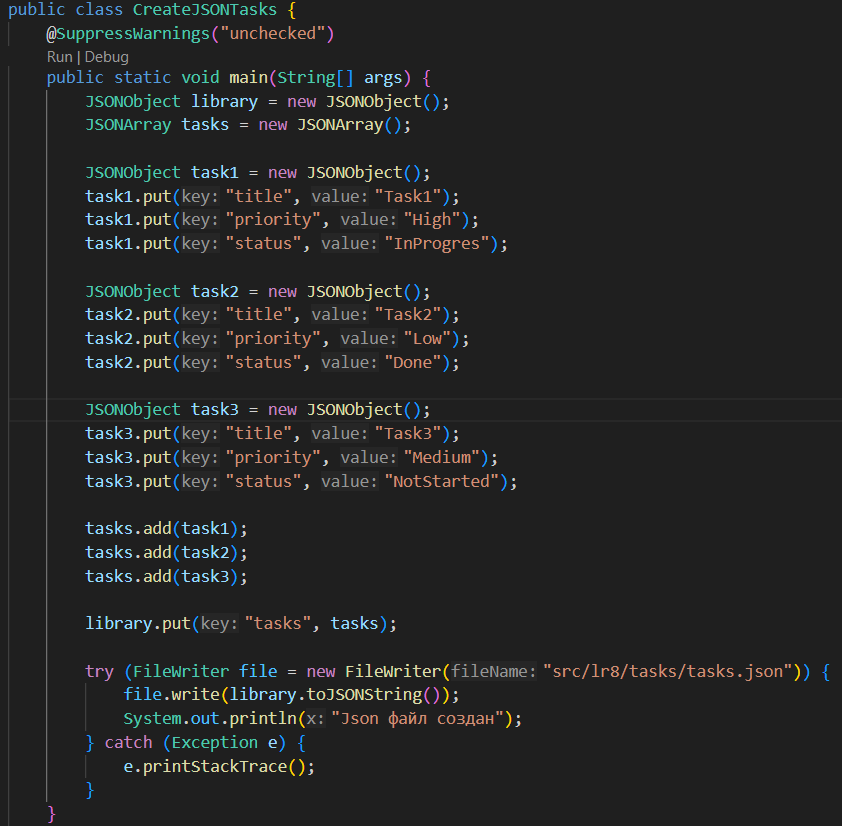 public class CreateJSONTasks {
@SuppressWarnings("unchecked")
Run | Debug
public static void main(String[] args) {
JSONObject library = new JSONObject();
JSONArray tasks = new JSONArray();
JSONObject task1 = new JSONObject();
task1.put(key: "title", value: "Task1");
task1.put(key: "priority", value: "High");
task1.put(key: "status", value: "InProgres");
JSONObject task2 = new JSONObject();
task2.put(key: "title", value: "Task2");
task2.put(key: "priority", value: "Low");
task2.put(key: "status", value: "Done");
JSONObject task3 = new JSONObject();
task3.put(key: "title", value: "Task3");
task3.put(key: "priority", value: "Medium");
task3.put(key: "status", value: "NotStarted");
tasks.add(task1);
tasks.add(task2);
tasks.add(task3);
library.put(key: "tasks", tasks);
try (FileWriter file = new FileWriter(fileName: "src/lr8/tasks/tasks.json")) {
file.write(library.toJSONString());
System.out.println(x: "Json файл создан");
} catch (Exception e) {
e.printStackTrace();
}
}